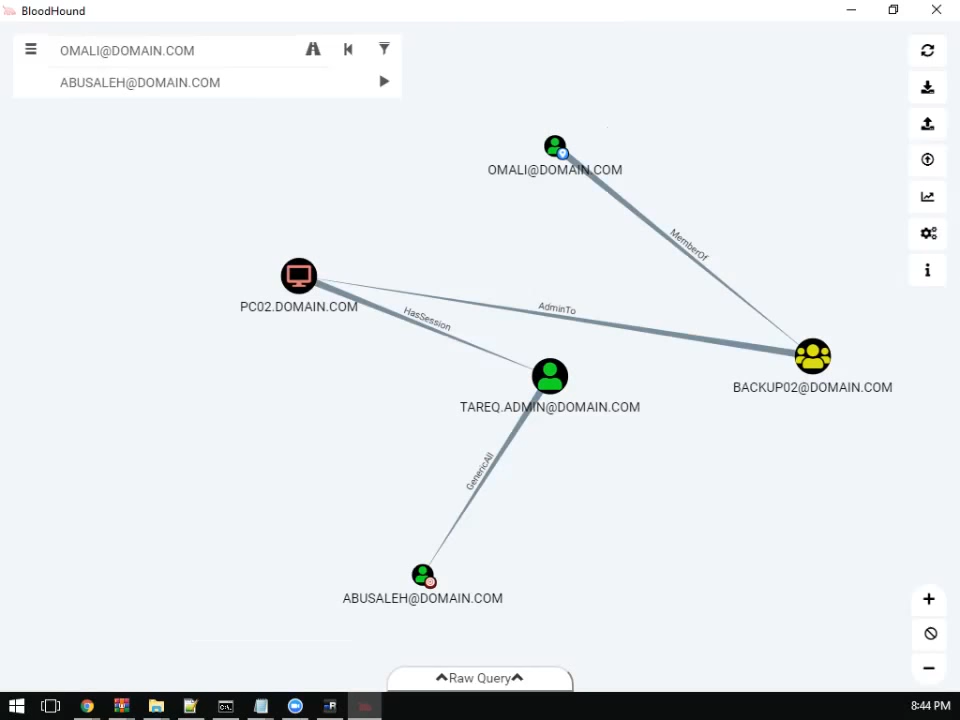 BloodHound
OMALI@DOMAIN.COM
ABUSALEH@DOMAIN.COM
OMALI@DOMAIN.COM
MemberOf
PC02.DOMAIN.COM
AdminTo
HasSession
BACKUP02@DOMAIN.COM
TAREQ.ADMIN@DOMAIN.COM
GenericAll
ABUSALEH@DOMAIN.COM
Raw Query
8:44 PM